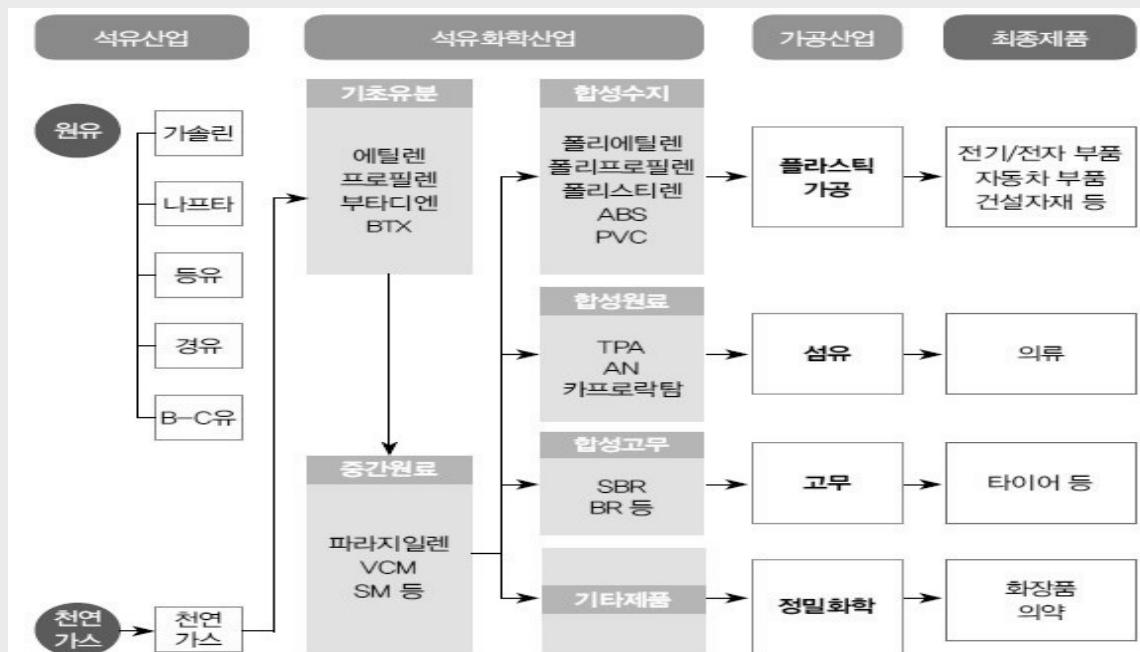 석유산업
석유화학산업
가공산업
최종제품
원유
가솔린
나프타
등유
경유
B-C유
천연
가스
천연
가스
기초유분
에틸렌
프로필렌
부타디엔
BTX
중간원료
파라지일렌
VCM
SM 등
합성수지
폴리에틸렌
폴리프로필렌
폴리스티렌
ABS
PVC
합성원료
TPA
AN
카프로락탐
합성고무
SBR
BR 등
기타제품
플라스틱
가공
섬유
고무
정밀화학
전기/전자 부품
자동차 부품
건설자재 등
의류
타이어 등
화장품
의약